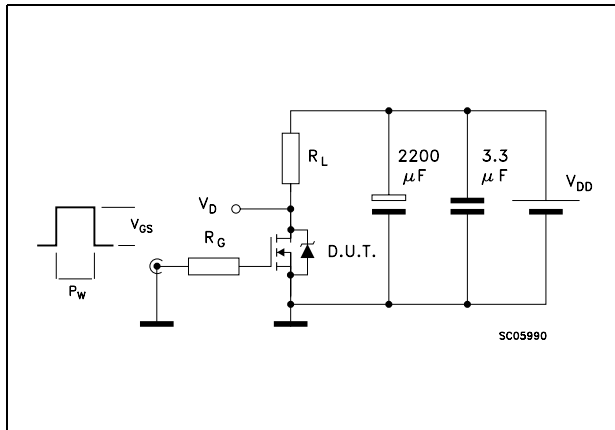 R_L
2200
μF
3.3
μF
V_DD
V_D
V_GS
R_G
D.U.T.
P_W
SC05990